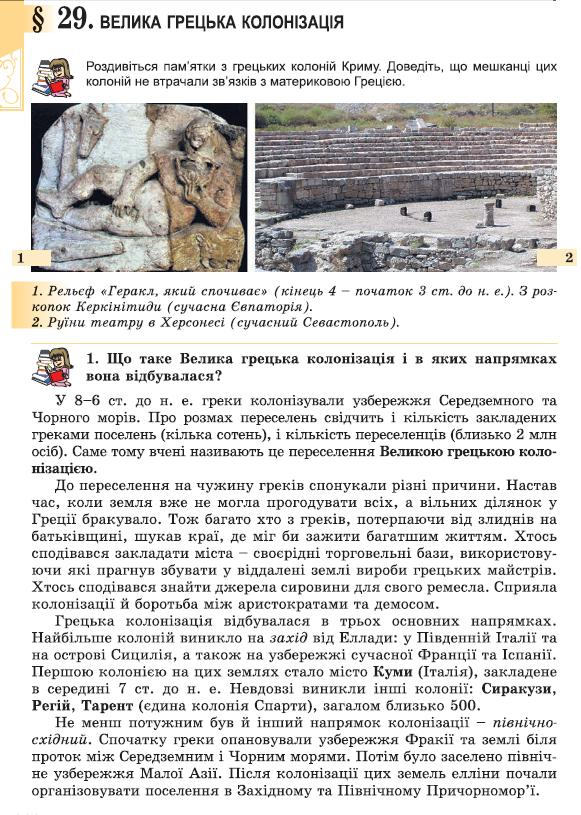 § 29. ВЕЛИКА ГРЕЦЬКА КОЛОНІЗАЦІЯ
Роздивіться пам’ятки з грецьких колоній Криму. Доведіть, що мешканці цих
колоній не втрачали зв’язків з материковою Грецією.
1
2
1. Рельєф «Геракл, який спочиває» (кінець 4 – початок 3 ст. до н. е.). З роз-
копок Керкінітиди (сучасна Євпаторія).
2. Руїни театру в Херсонесі (сучасний Севастополь).
1. Що таке Велика грецька колонізація і в яких напрямках
вона відбувалася?
У 8–6 ст. до н. е. греки колонізували узбережжя Середземного та
Чорного морів. Про розмах переселень свідчить і кількість закладених
греками поселень (кілька сотень), і кількість переселенців (близько 2 млн
осіб). Саме тому вчені називають це переселення Великою грецькою коло-
нізацією.
До переселення на чужину греків спонукали різні причини. Настав
час, коли земля вже не могла прогодувати всіх, а вільних ділянок у
Греції бракувало. Тож багато хто з греків, потерпаючи від злиднів на
батьківщині, шукав краї, де міг би зажити багатшим життям. Хтось
сподівався закладати міста – своєрідні торговельні бази, використову-
ючи які прагнув збувати у віддалені землі вироби грецьких майстрів.
Хтось сподівався знайти джерела сировини для свого ремесла. Сприяла
колонізації й боротьба між аристократами та демосом.
Грецька колонізація відбувалася в трьох основних напрямках.
Найбільше колоній виникло на захід від Еллади: у Південній Італії та
на острові Сицилія, а також на узбережжі сучасної Франції та Іспанії.
Першою колонією на цих землях стало місто Куми (Італія), закладене
в середині 7 ст. до н. е. Невдовзі виникли інші колонії: Сиракузи,
Регій, Тарент (єдина колонія Спарти), загалом близько 500.
Не менш потужним був й інший напрямок колонізації – північно-
східний. Спочатку греки опановували узбережжя Фракії та землі біля
проток між Середземним і Чорним морями. Потім було заселено північ-
не узбережжя Малої Азії. Після колонізації цих земель елліни почали
організовувати поселення в Західному та Північному Причорномор’ї.